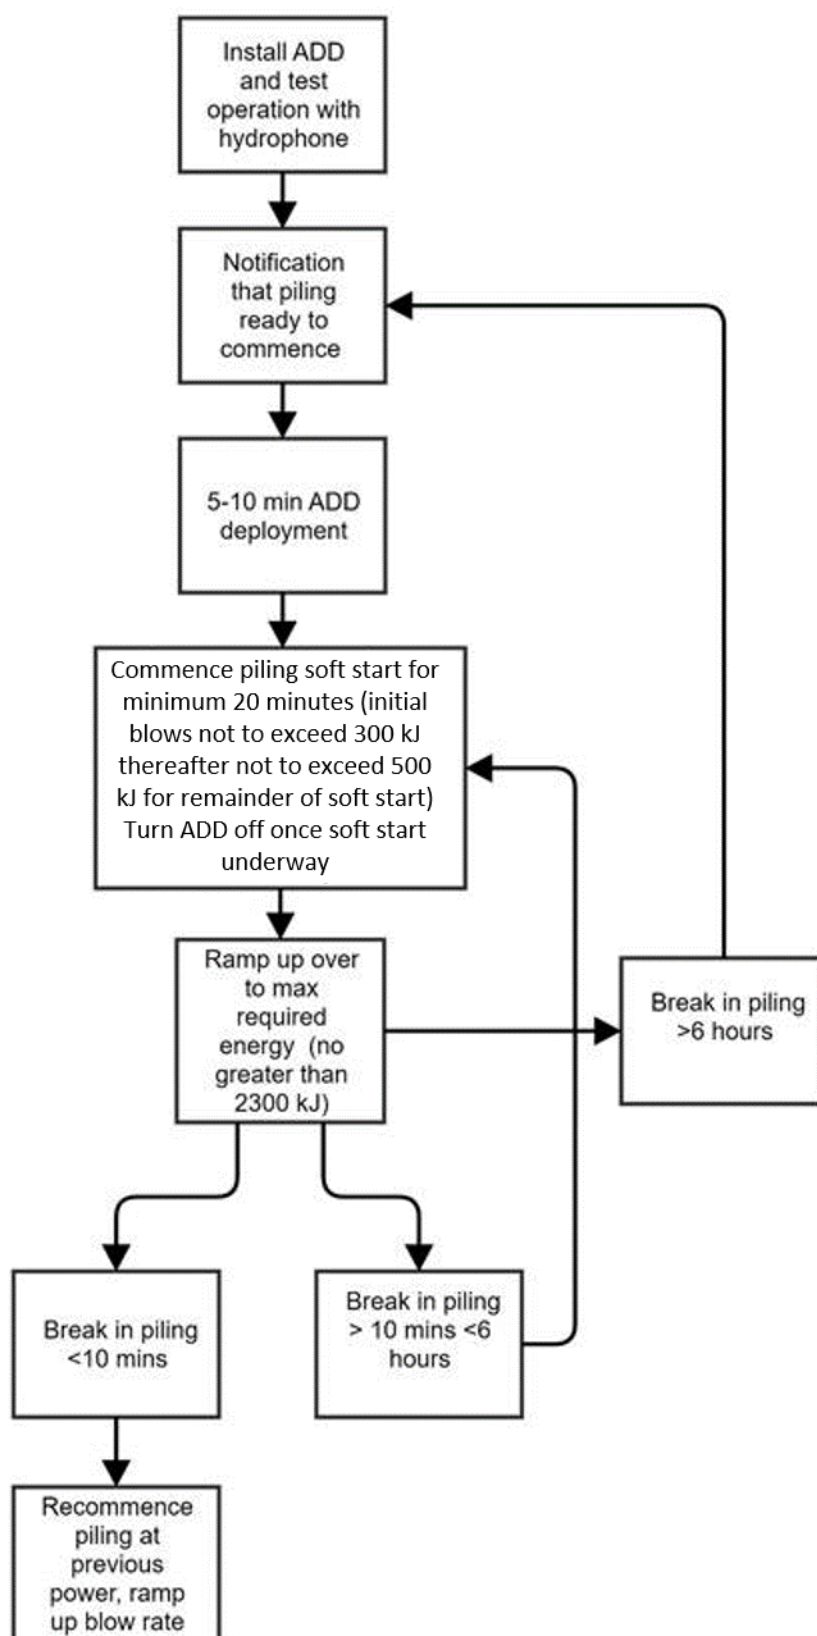 Install ADD
and test
operation with
hydrophone
Notification
that piling
ready to
commence
5-10 min ADD
deployment
Commence piling soft start for
minimum 20 minutes (initial
blows not to exceed 300 kJ
thereafter not to exceed 500
kJ for remainder of soft start)
Turn ADD off once soft start
underway
Ramp up over
to max
required
energy (no
greater than
2300 kJ)
Break in piling
>6 hours
Break in piling
<10 mins
Break in piling
> 10 mins <6
hours
Recommence
piling at
previous
power, ramp
up blow rate